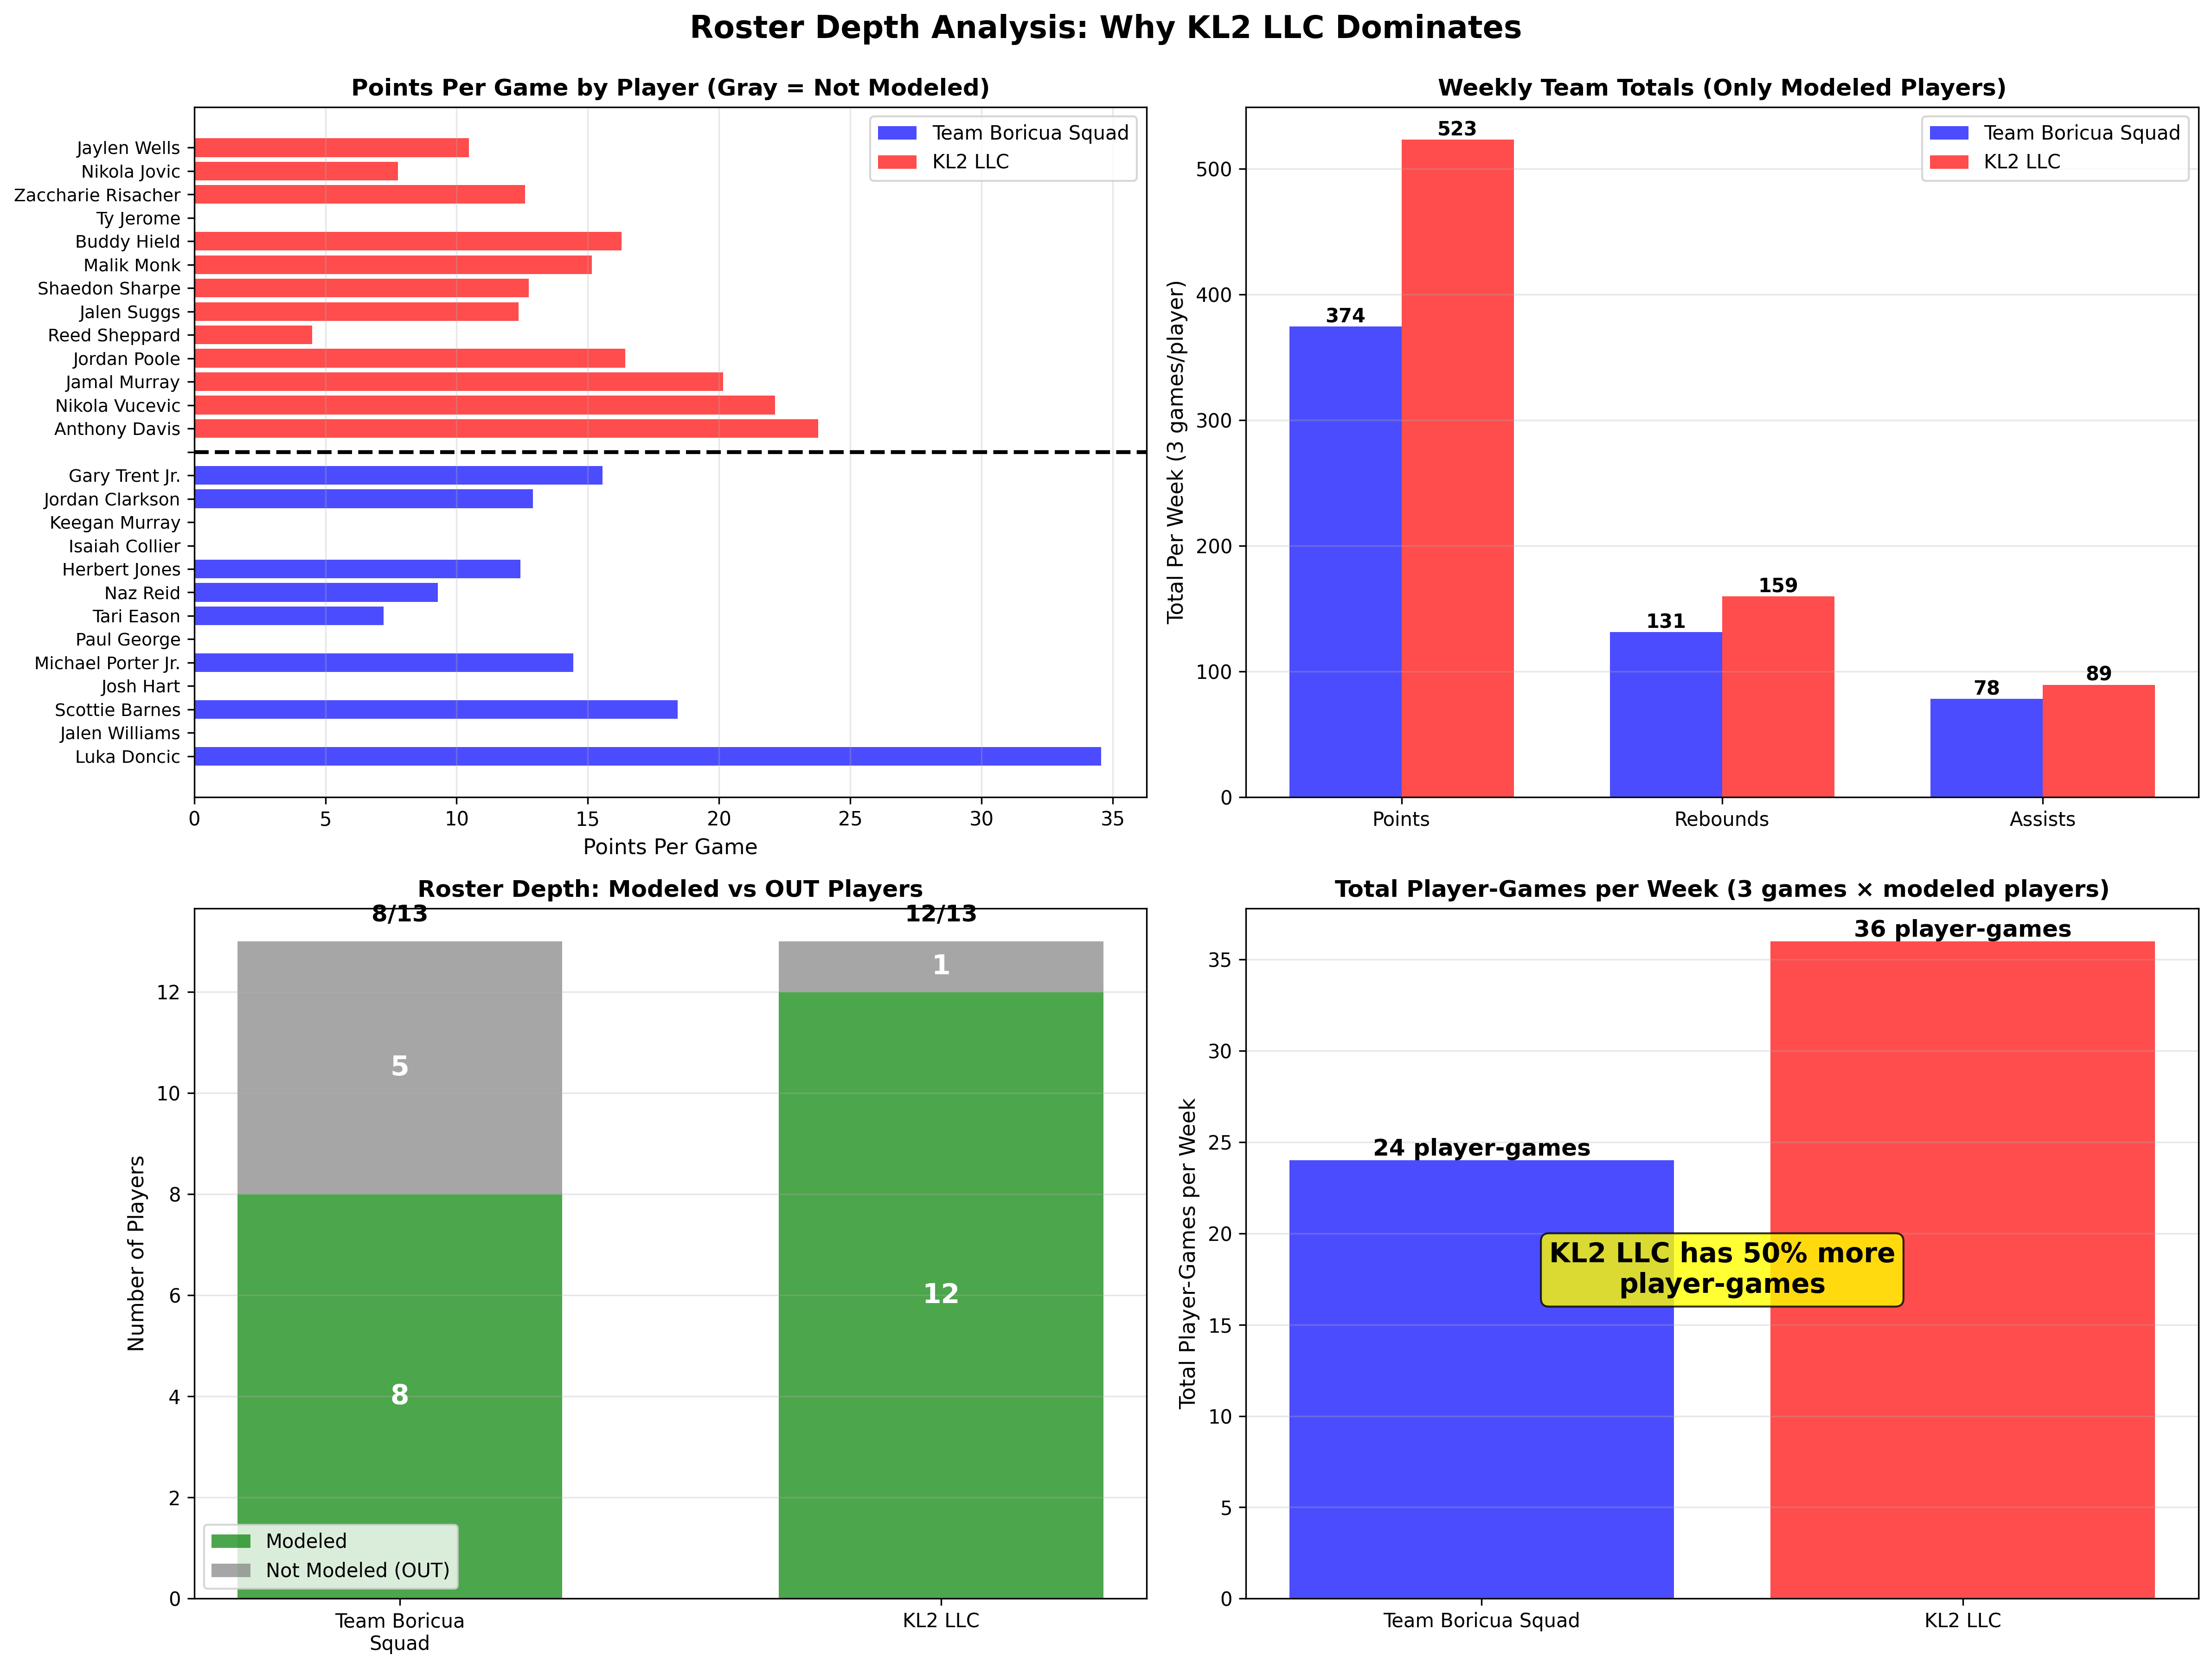 Roster Depth Analysis: Why KL2 LLC Dominates
Points Per Game by Player (Gray = Not Modeled)
Team Boricua Squad
KL2 LLC
Jaylen Wells
Nikola Jovic
Zaccharie Risacher
Ty Jerome
Buddy Hield
Malik Monk
Shaedon Sharpe
Jalen Suggs
Reed Sheppard
Jordan Poole
Jamal Murray
Nikola Vucevic
Anthony Davis
Gary Trent Jr.
Jordan Clarkson
Keegan Murray
Isaiah Collier
Herbert Jones
Naz Reid
Tari Eason
Paul George
Michael Porter Jr.
Josh Hart
Scottie Barnes
Jalen Williams
Luka Doncic
0 5 10 15 20 25 30 35
Points Per Game
Weekly Team Totals (Only Modeled Players)
Team Boricua Squad
KL2 LLC
Total Per Week (3 games/player)
500
400
300
200
100
0
374
523
131
159
78
89
Points Rebounds Assists
Roster Depth: Modeled vs OUT Players
8/13
12/13
Number of Players
12
10
8
6
4
2
0
5
8
1
12
Modeled
Not Modeled (OUT)
Team Boricua
Squad
KL2 LLC
Total Player-Games per Week (3 games × modeled players)
Total Player-Games per Week
35
30
25
20
15
10
5
0
24 player-games
36 player-games
KL2 LLC has 50% more
player-games
Team Boricua Squad
KL2 LLC